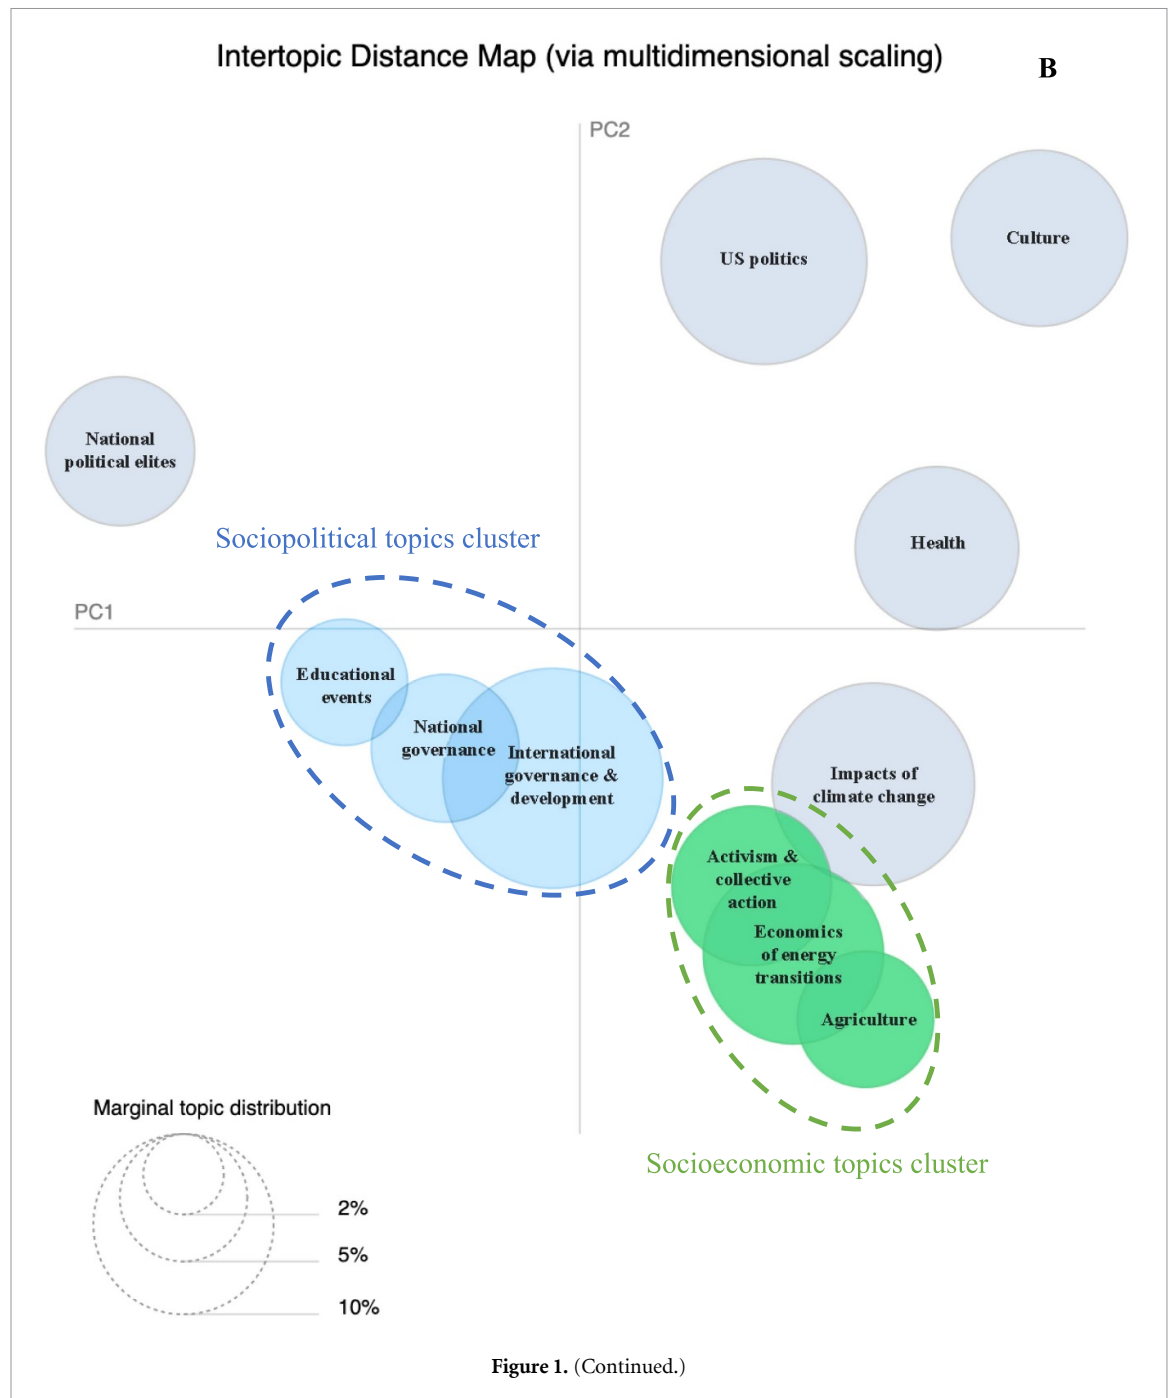 Intertopic Distance Map (via multidimensional scaling)
B
PC2
US politics
Culture
National
political elites
Health
Sociopolitical topics cluster
PC1
Educational
events
National
governance
International
governance &
development
Impacts of
climate change
Activism &
collective
action
Economics
of energy
transitions
Agriculture
Socioeconomic topics cluster
Marginal topic distribution
2%
5%
10%
Figure 1. (Continued.)